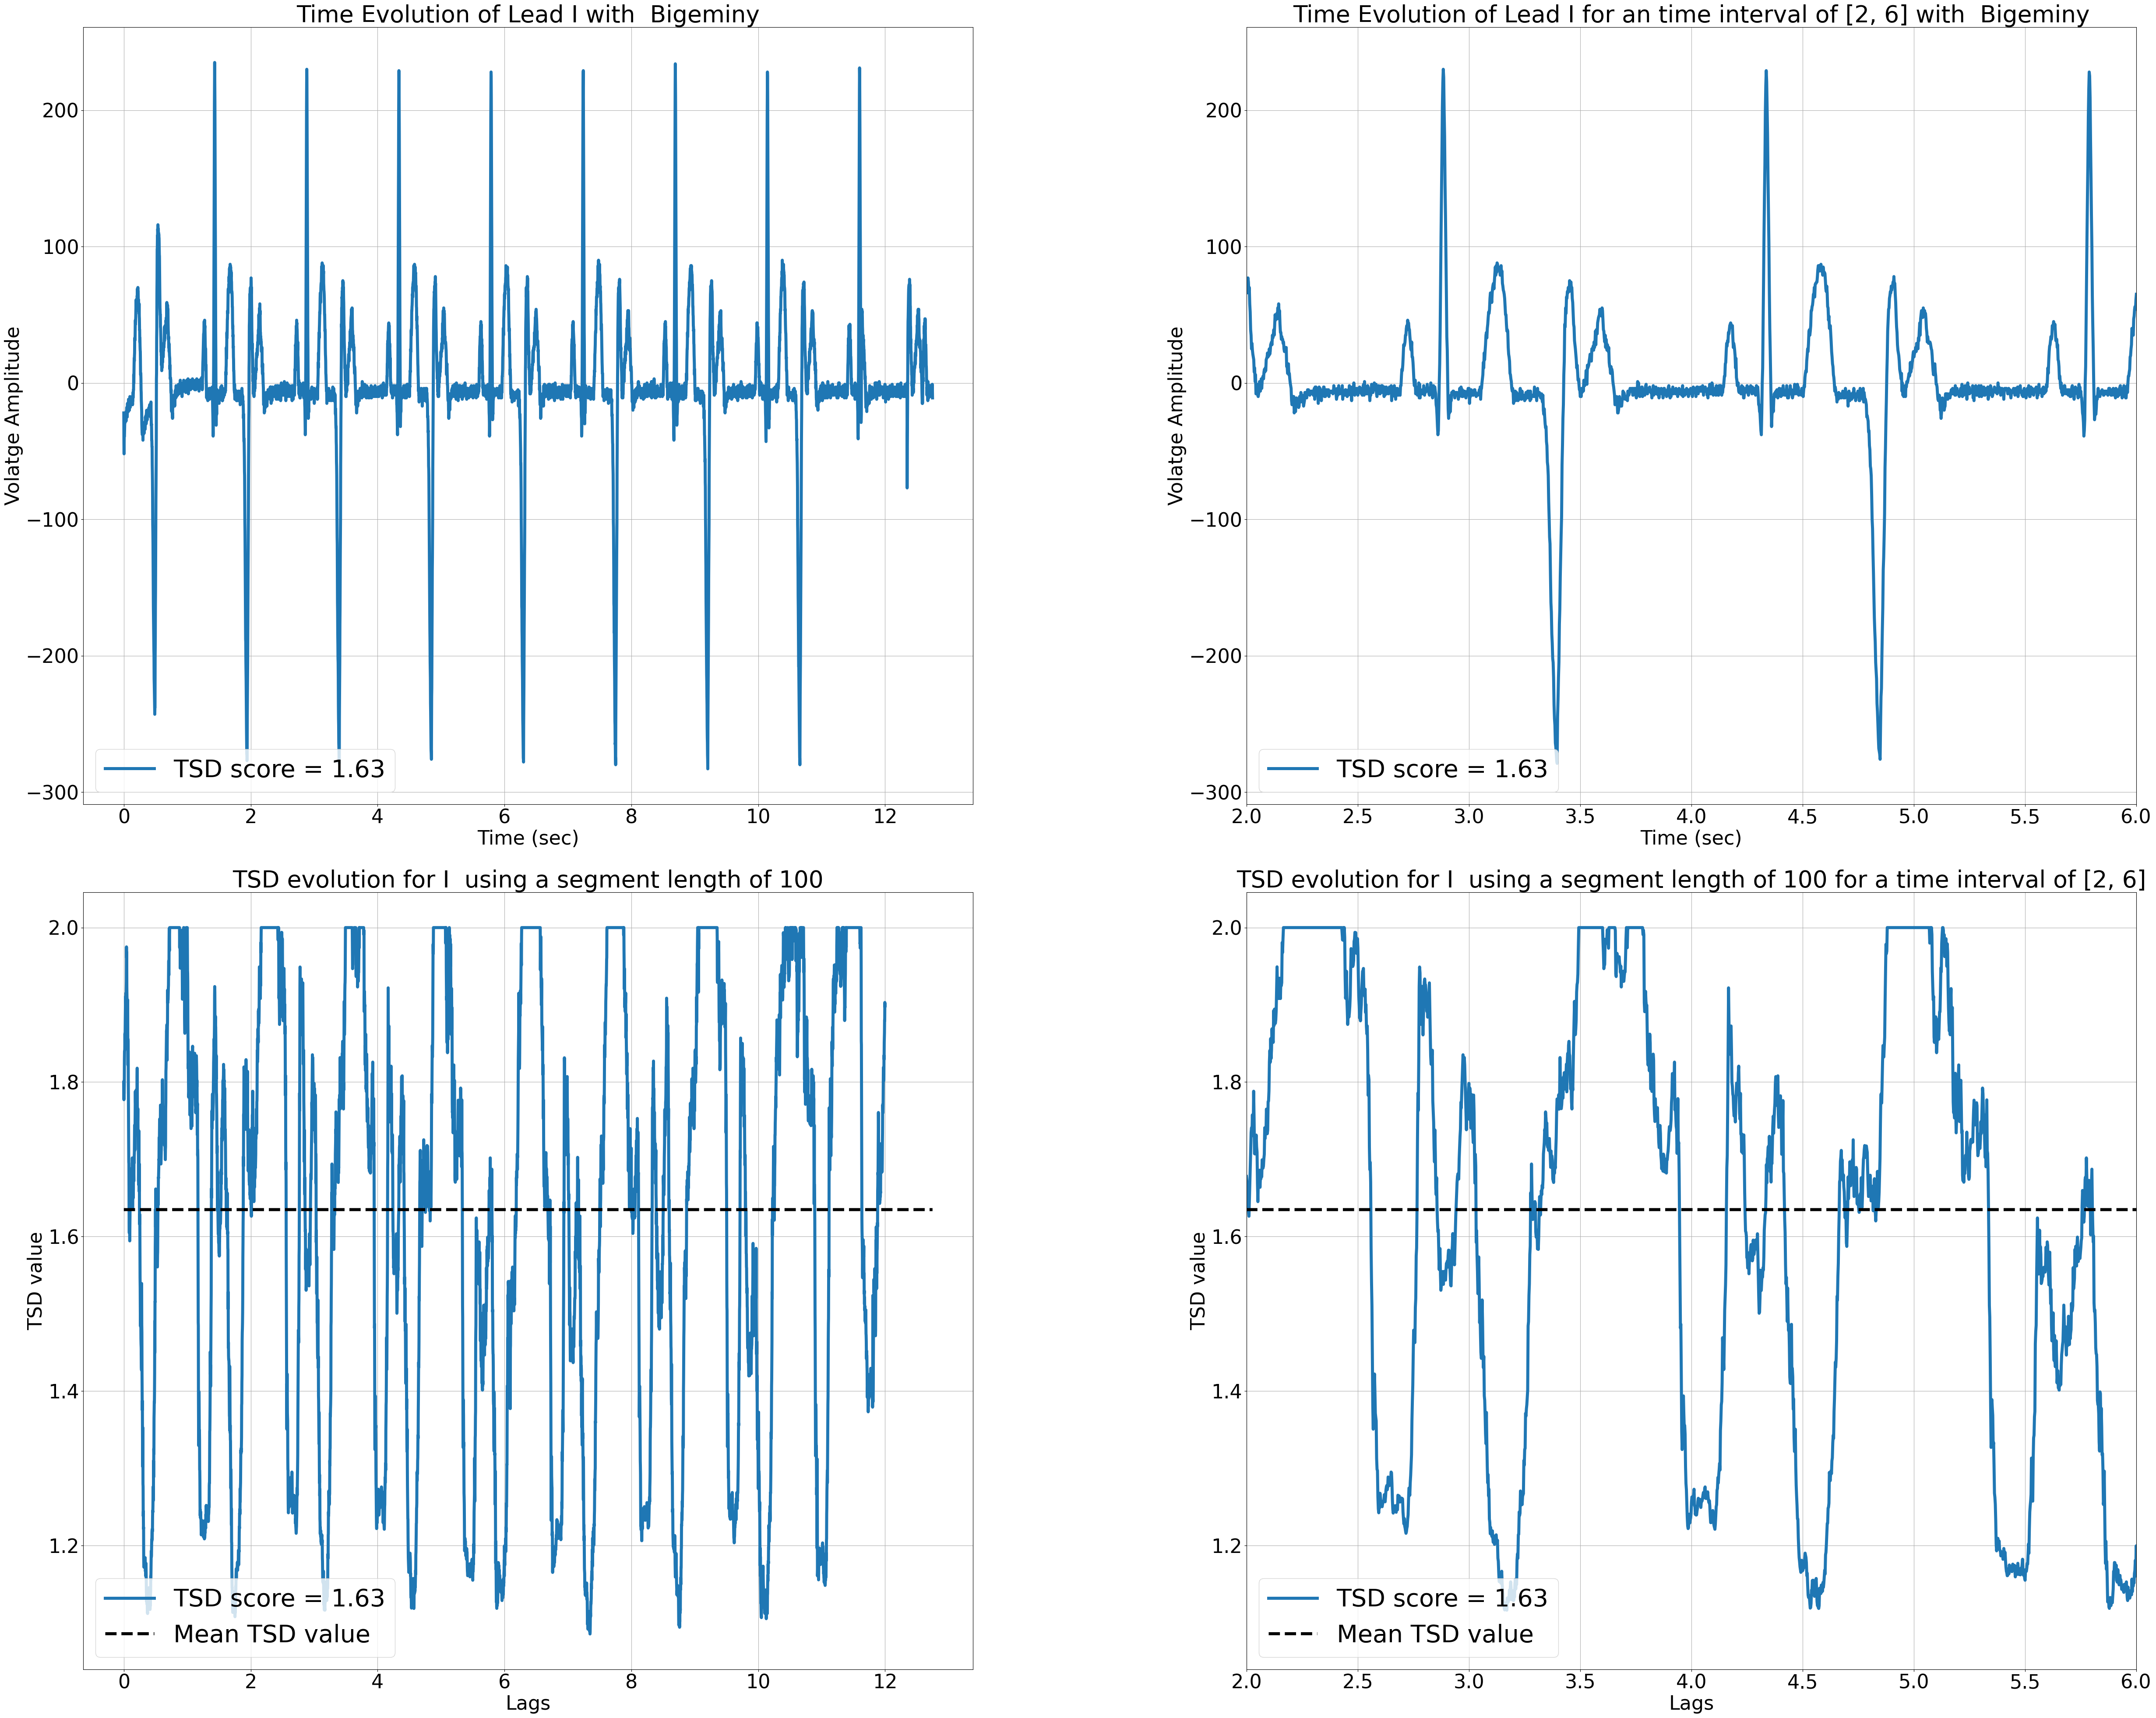 Time Evolution of Lead I with  Bigeminy
Volatge Amplitude
200
100
0
−100
−200
−300
TSD score = 1.63
0 2 4 6 8 10 12
Time (sec)
Time Evolution of Lead I for an time interval of [2, 6] with  Bigeminy
Volatge Amplitude
200
100
0
−100
−200
−300
TSD score = 1.63
2.0 2.5 3.0 3.5 4.0 4.5 5.0 5.5 6.0
Time (sec)
TSD evolution for I  using a segment length of 100
TSD value
2.0
1.8
1.6
1.4
1.2
TSD score = 1.63
Mean TSD value
0 2 4 6 8 10 12
Lags
TSD evolution for I  using a segment length of 100 for a time interval of [2, 6]
TSD value
2.0
1.8
1.6
1.4
1.2
TSD score = 1.63
Mean TSD value
2.0 2.5 3.0 3.5 4.0 4.5 5.0 5.5 6.0
Lags